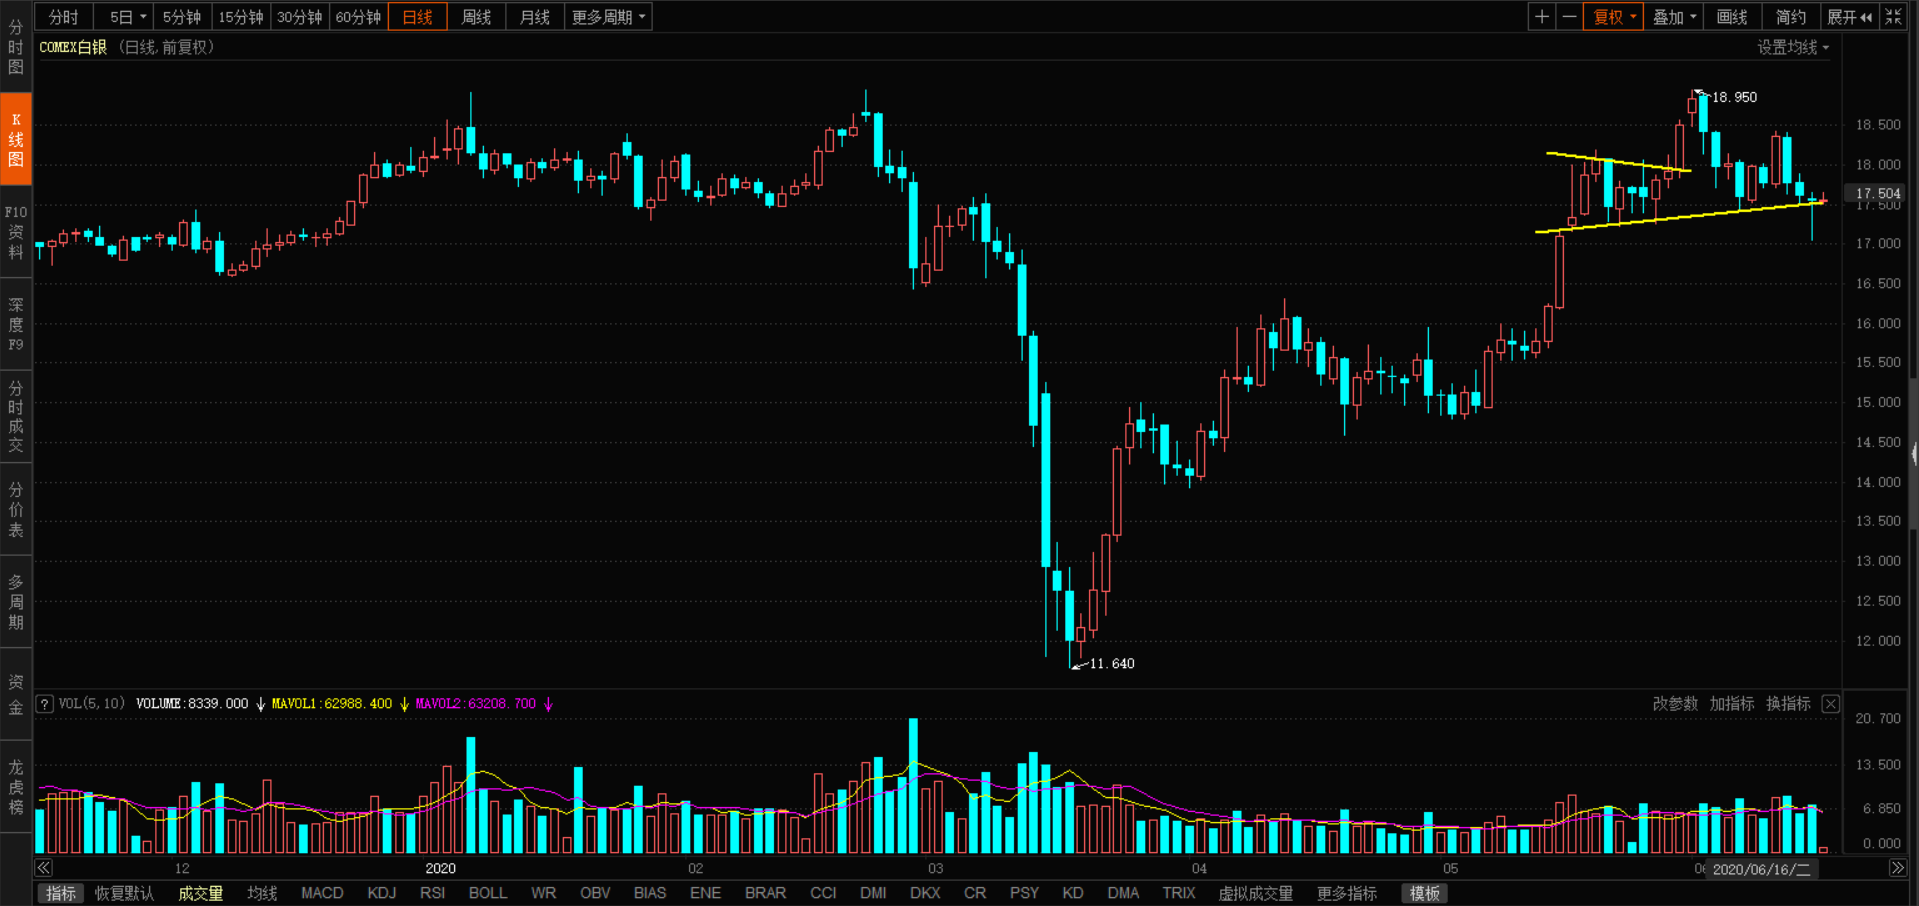 分时 5日 5分钟 15分钟 30分钟 60分钟 日线 周线 月线 更多周期 复权 叠加 画线 简约 展开
分时图
K线图
F10资料
深度F9
分时成交
分价表
多周期
资金
龙虎榜
COMEX白银 (日线,前复权) 设置均线
18.950
18.500
18.000
17.504
17.500
17.000
16.500
16.000
15.500
15.000
14.500
14.000
13.500
13.000
12.500
12.000
11.640
? VOL(5,10) VOLUME:8339.000 ↓ MAVOL1:62988.400 ↓ MAVOL2:63208.700 ↓ 改参数 加指标 换指标
20.700
13.500
6.850
0.000
12 2020 02 03 04 05 2020/06/16/二
指标 恢复默认 成交量 均线 MACD KDJ RSI BOLL WR OBV BIAS ENE BRAR CCI DMI DKX CR PSY KD DMA TRIX 虚拟成交量 更多指标 模板